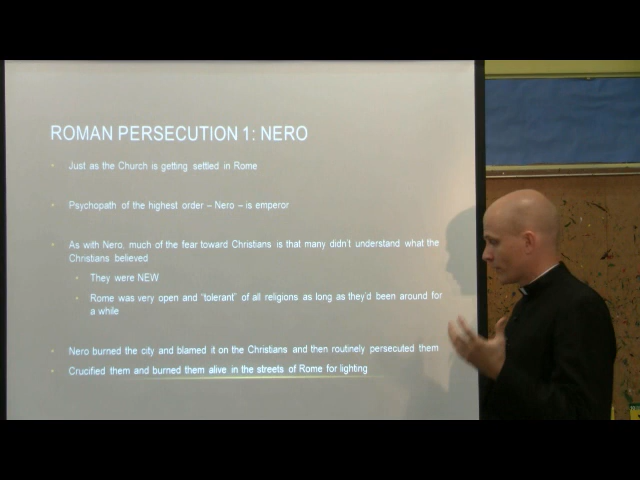 ROMAN PERSECUTION 1: NERO
Just as the Church is getting settled in Rome
Psychopath of the highest order – Nero – is emperor
As with Nero, much of the fear toward Christians is that many didn't understand what the
Christians believed
They were NEW
Rome was very open and "tolerant" of all religions as long as they'd been around for
a while
Nero burned the city and blamed it on the Christians and then routinely persecuted them
Crucified them and burned them alive in the streets of Rome for lighting